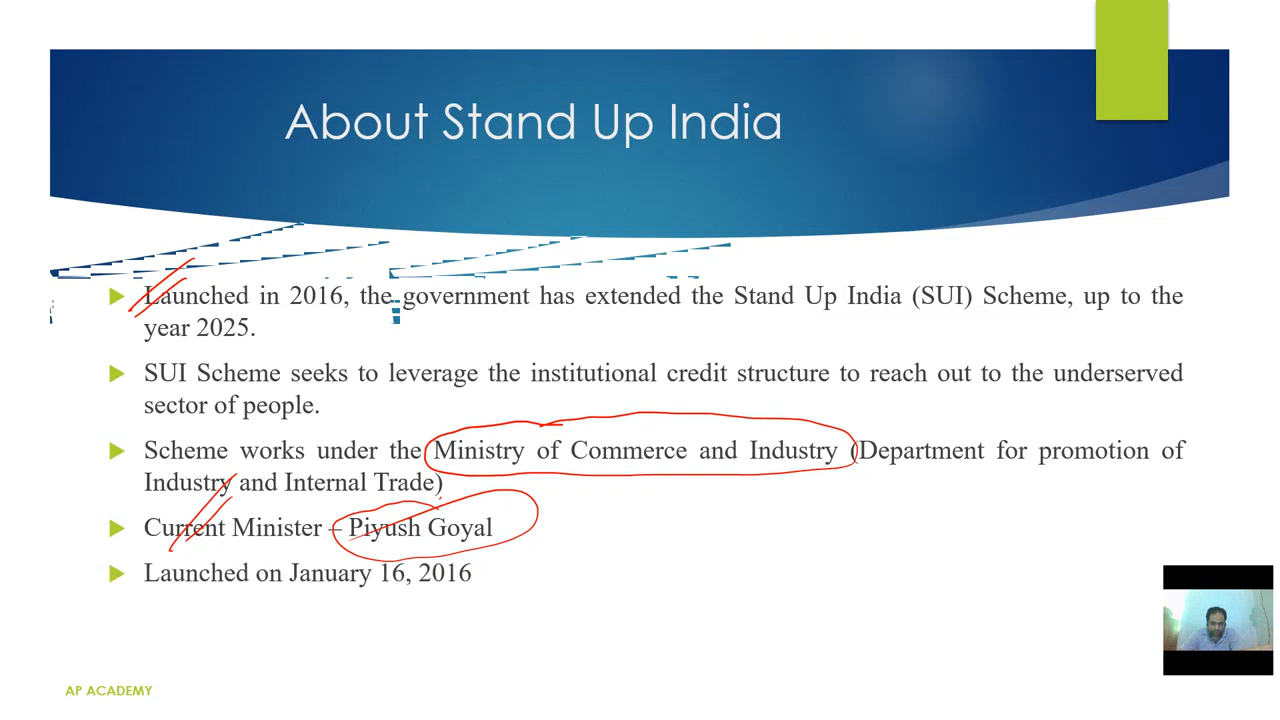 About Stand Up India
Launched in 2016, the government has extended the Stand Up India (SUI) Scheme, up to the
year 2025.
SUI Scheme seeks to leverage the institutional credit structure to reach out to the underserved
sector of people.
Scheme works under the Ministry of Commerce and Industry (Department for promotion of
Industry and Internal Trade)
Current Minister – Piyush Goyal
Launched on January 16, 2016
AP ACADEMY